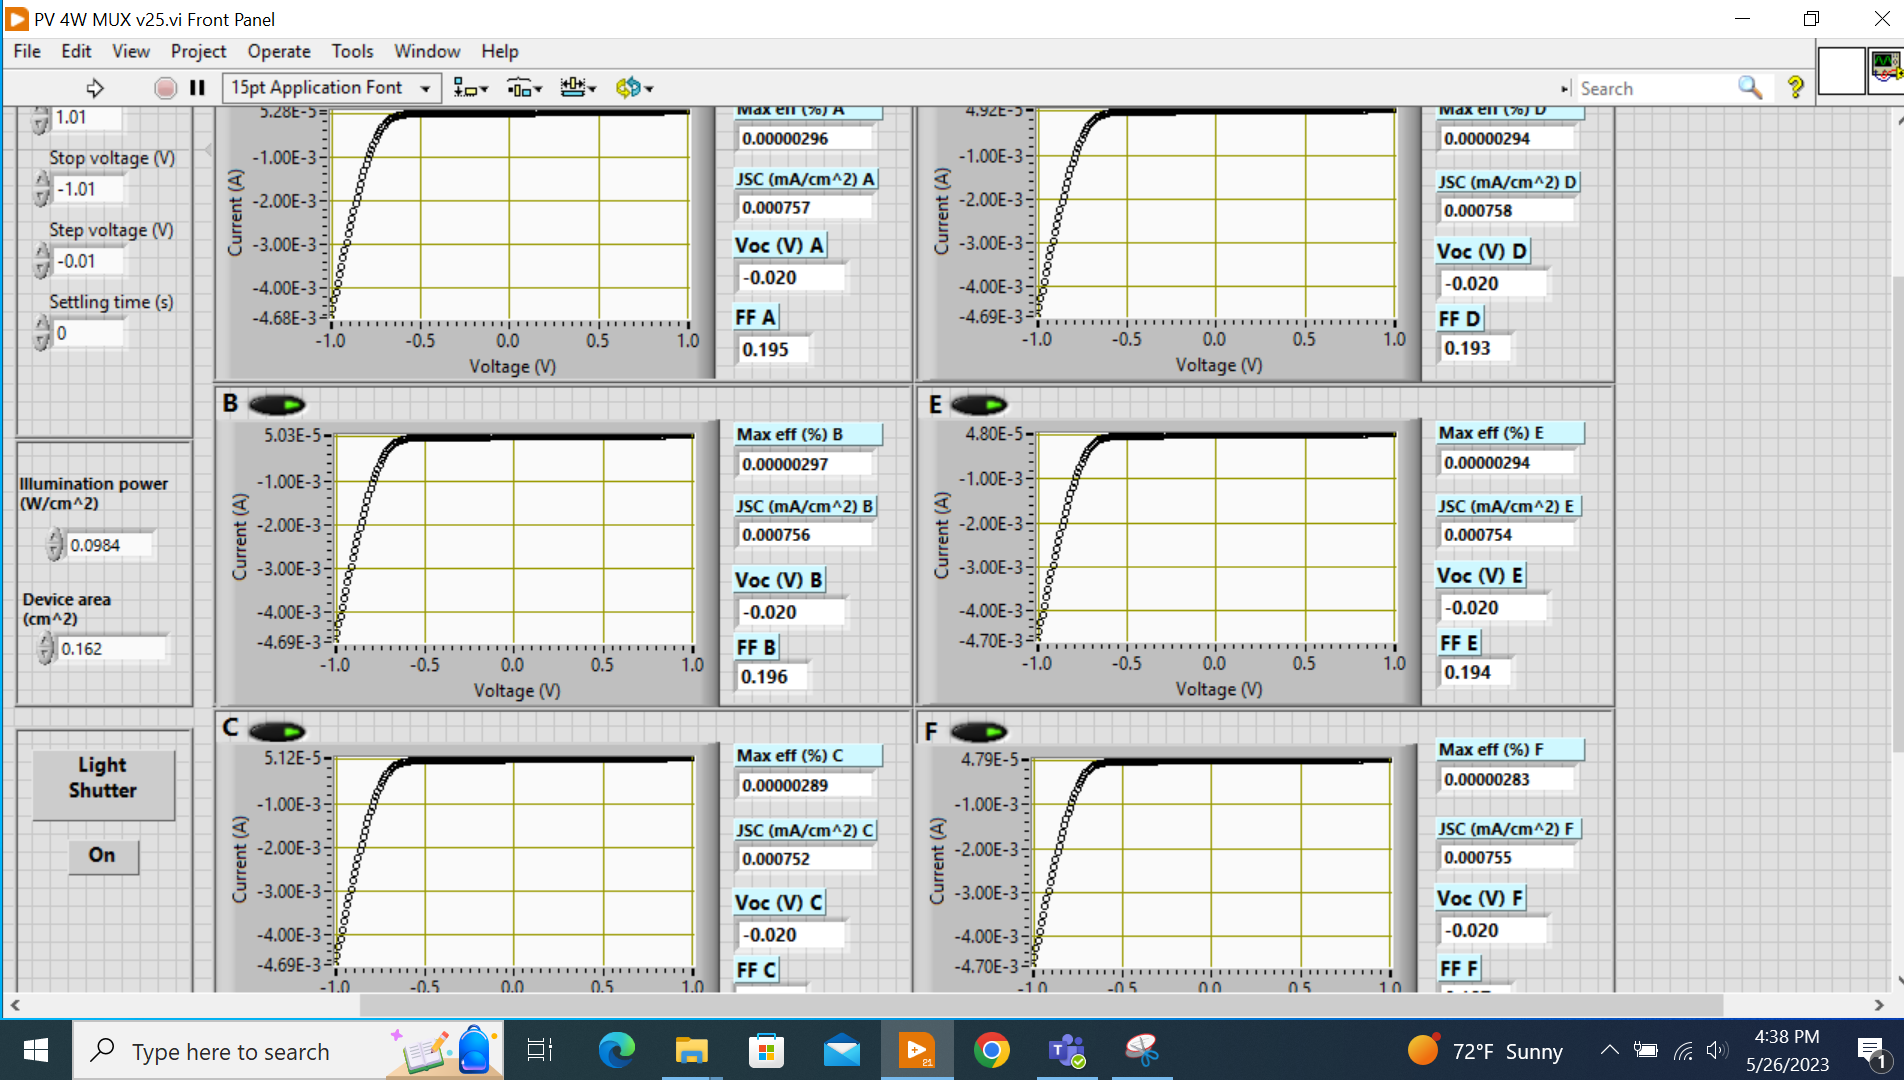 PV 4W MUX v25.vi Front Panel
File Edit View Project Operate Tools Window Help
15pt Application Font
Search
1.01
Stop voltage (V)
-1.01
Step voltage (V)
-0.01
Settling time (s)
0
Illumination power
(W/cm^2)
0.0984
Device area
(cm^2)
0.162
Light
Shutter
On
5.28E-5
-1.00E-3
-2.00E-3
-3.00E-3
-4.00E-3
-4.68E-3
Current (A)
-1.0 -0.5 0.0 0.5 1.0
Voltage (V)
Max eff (%) A
0.00000296
JSC (mA/cm^2) A
0.000757
Voc (V) A
-0.020
FF A
0.195
4.92E-5
-1.00E-3
-2.00E-3
-3.00E-3
-4.00E-3
-4.69E-3
Current (A)
-1.0 -0.5 0.0 0.5 1.0
Voltage (V)
Max eff (%) D
0.00000294
JSC (mA/cm^2) D
0.000758
Voc (V) D
-0.020
FF D
0.193
B
5.03E-5
-1.00E-3
-2.00E-3
-3.00E-3
-4.00E-3
-4.69E-3
Current (A)
-1.0 -0.5 0.0 0.5 1.0
Voltage (V)
Max eff (%) B
0.00000297
JSC (mA/cm^2) B
0.000756
Voc (V) B
-0.020
FF B
0.196
E
4.80E-5
-1.00E-3
-2.00E-3
-3.00E-3
-4.00E-3
-4.70E-3
Current (A)
-1.0 -0.5 0.0 0.5 1.0
Voltage (V)
Max eff (%) E
0.00000294
JSC (mA/cm^2) E
0.000754
Voc (V) E
-0.020
FF E
0.194
C
5.12E-5
-1.00E-3
-2.00E-3
-3.00E-3
-4.00E-3
-4.69E-3
Current (A)
-1.0 -0.5 0.0 0.5 1.0
Max eff (%) C
0.00000289
JSC (mA/cm^2) C
0.000752
Voc (V) C
-0.020
FF C
F
4.79E-5
-1.00E-3
-2.00E-3
-3.00E-3
-4.00E-3
-4.70E-3
Current (A)
-1.0 -0.5 0.0 0.5 1.0
Max eff (%) F
0.00000283
JSC (mA/cm^2) F
0.000755
Voc (V) F
-0.020
FF F
Type here to search
21
T
72°F Sunny
4:38 PM
5/26/2023
1